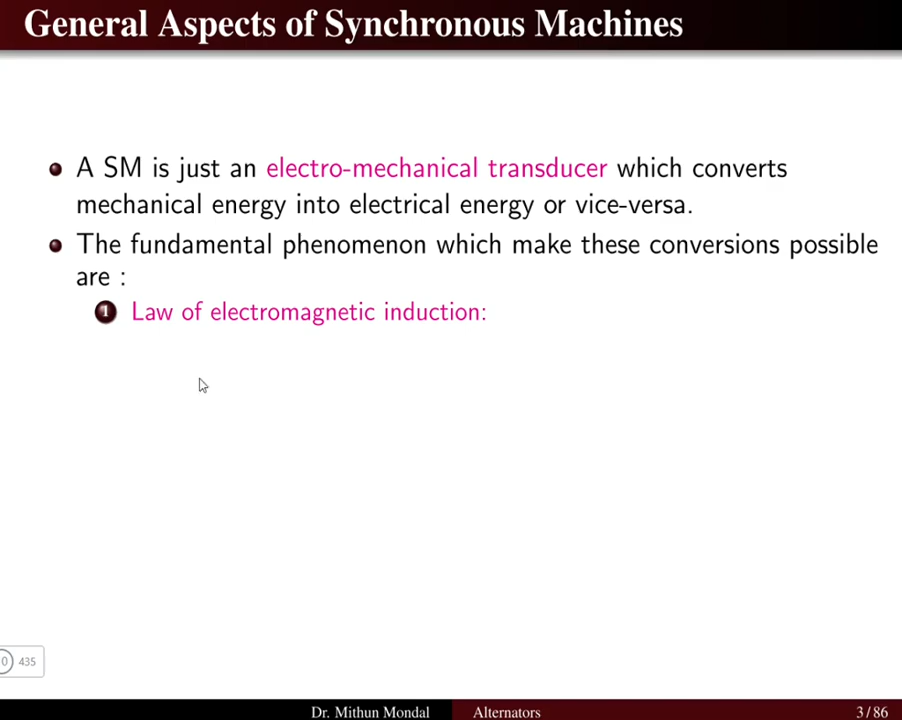 General Aspects of Synchronous Machines
A SM is just an electro-mechanical transducer which converts
mechanical energy into electrical energy or vice-versa.
The fundamental phenomenon which make these conversions possible
are :
1 Law of electromagnetic induction:
0 435
Dr. Mithun Mondal Alternators 3 / 86